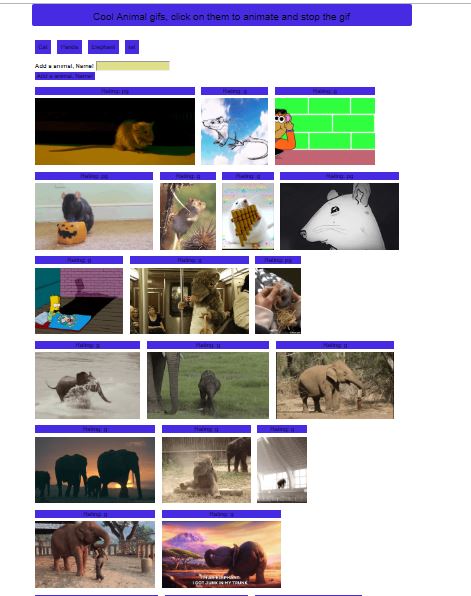 Cool Animal gifs, click on them to animate and stop the gif
Cat Panda Elephant rat
Add a animal, Name!
Add a animal, Name!
Rating: pg Rating: g Rating: g
Rating: pg Rating: g Rating: g Rating: pg
Rating: g Rating: g Rating: pg
Rating: g Rating: g Rating: g
Rating: g Rating: g Rating: g
Rating: g Rating: g
I'M AN ELEPHANT.
I GOT JUNK IN MY TRUNK.